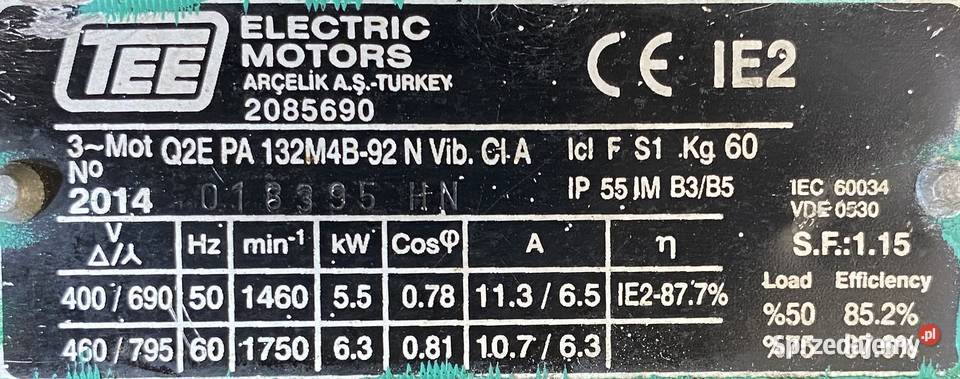 TEE
ELECTRIC
MOTORS
ARÇELİK A.Ş.-TURKEY
2085690
CE IE2
3~Mot Q2E PA 132M4B-92 N Vib. Cl A Icl F S1 Kg 60
No
2014 018395 HN IP 55 IM B3/B5
IEC 60034
VDE 0530
S.F.:1.15
V Δ/⅄ Hz min-1 kW Cosφ A η
400 / 690 50 1460 5.5 0.78 11.3 / 6.5 IE2-87.7%
460 / 795 60 1750 6.3 0.81 10.7 / 6.3
Load Efficiency
%50 85.2%
%75
Sprzedajemy.pl